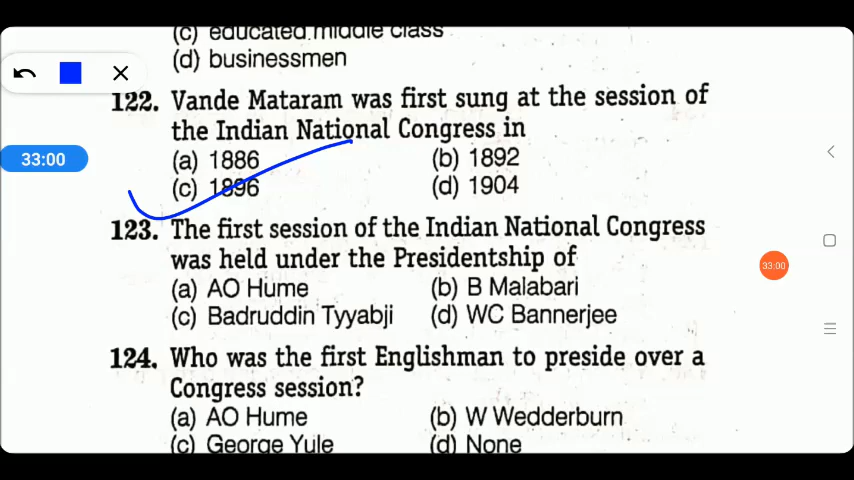 (c) educated middle class
(d) businessmen
122. Vande Mataram was first sung at the session of
the Indian National Congress in
(a) 1886 (b) 1892
33:00
(c) 1896 (d) 1904
123. The first session of the Indian National Congress
was held under the Presidentship of
33:00
(a) AO Hume (b) B Malabari
(c) Badruddin Tyyabji (d) WC Bannerjee
124. Who was the first Englishman to preside over a
Congress session?
(a) AO Hume (b) W Wedderburn
(c) George Yule (d) None